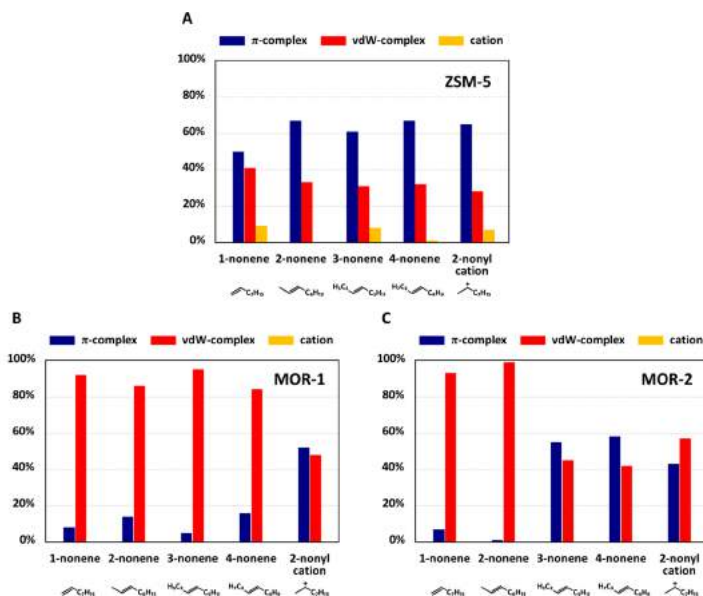 A
π-complex vdW-complex cation
ZSM-5
100%
80%
60%
40%
20%
0%
1-nonene 2-nonene 3-nonene 4-nonene 2-nonyl
cation
B
π-complex vdW-complex cation
MOR-1
100%
80%
60%
40%
20%
0%
1-nonene 2-nonene 3-nonene 4-nonene 2-nonyl
cation
C
π-complex vdW-complex cation
MOR-2
100%
80%
60%
40%
20%
0%
1-nonene 2-nonene 3-nonene 4-nonene 2-nonyl
cation